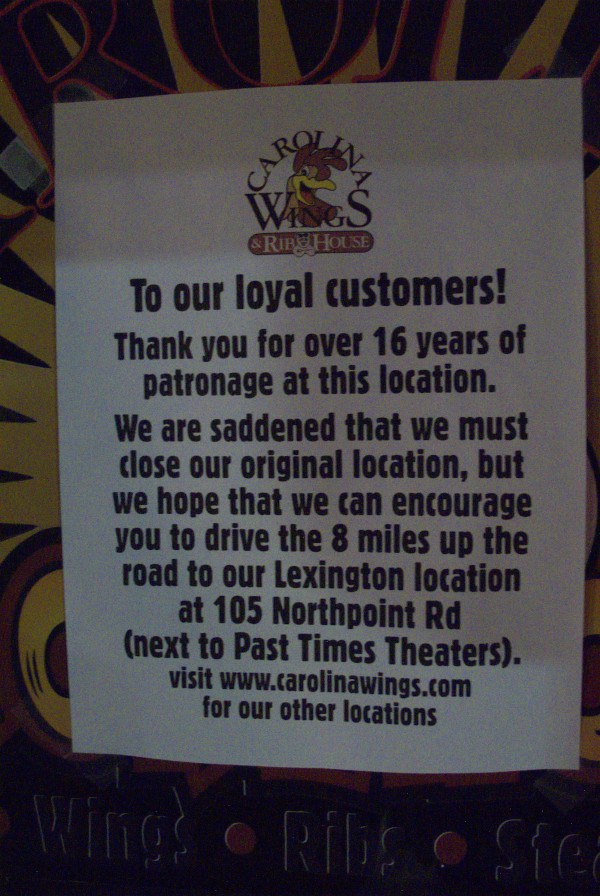 CAROLINA
WINGS
& RIB HOUSE
To our loyal customers!
Thank you for over 16 years of
patronage at this location.
We are saddened that we must
close our original location, but
we hope that we can encourage
you to drive the 8 miles up the
road to our Lexington location
at 105 Northpoint Rd
(next to Past Times Theaters).
visit www.carolinawings.com
for our other locations
Wings • Ribs •